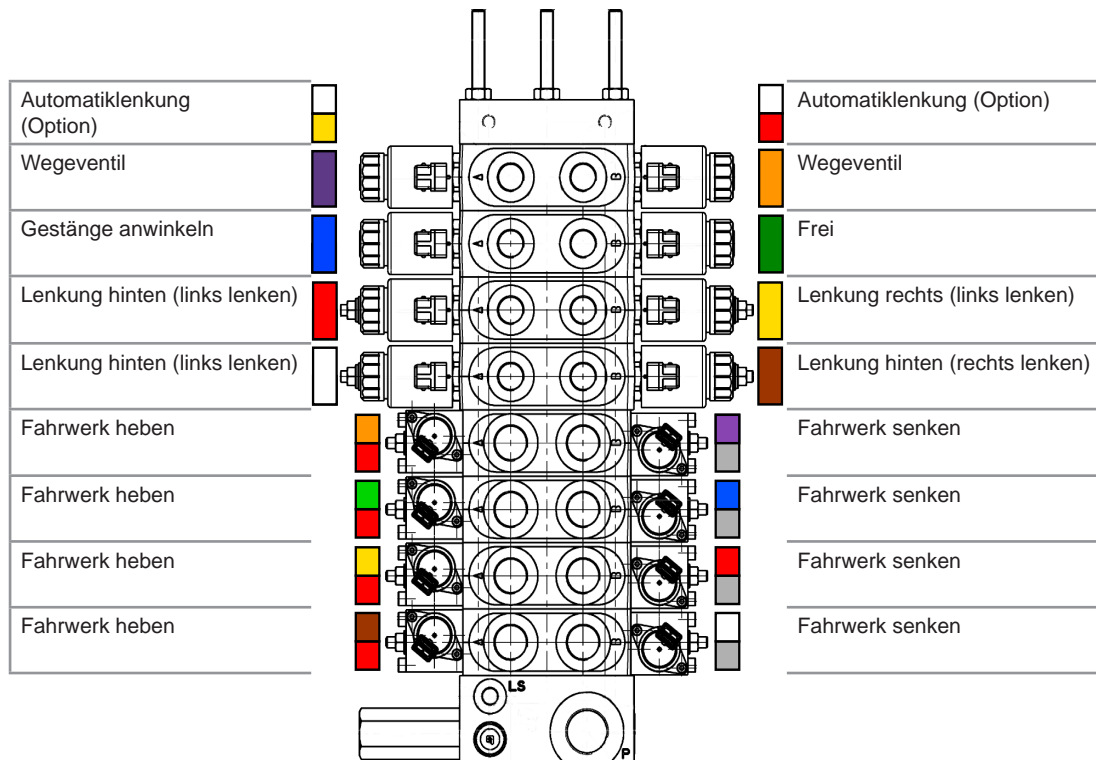 Automatiklenkung
(Option)
Automatiklenkung (Option)
Wegeventil
A
B
Wegeventil
Gestänge anwinkeln
A
B
Frei
Lenkung hinten (links lenken)
A
B
Lenkung rechts (links lenken)
Lenkung hinten (links lenken)
A
B
Lenkung hinten (rechts lenken)
Fahrwerk heben
A
B
Fahrwerk senken
Fahrwerk heben
A
B
Fahrwerk senken
Fahrwerk heben
A
B
Fahrwerk senken
Fahrwerk heben
A
B
Fahrwerk senken
LS
P